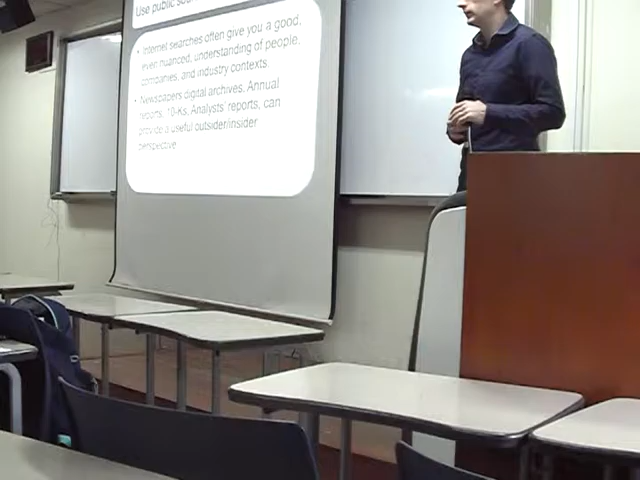 Use public sour
• Internet searches often give you a good,
even nuanced, understanding of people,
companies, and industry contexts
• Newspapers digital archives, Annual
reports, 10-Ks, Analysts' reports, can
provide a useful outsider/insider
perspective